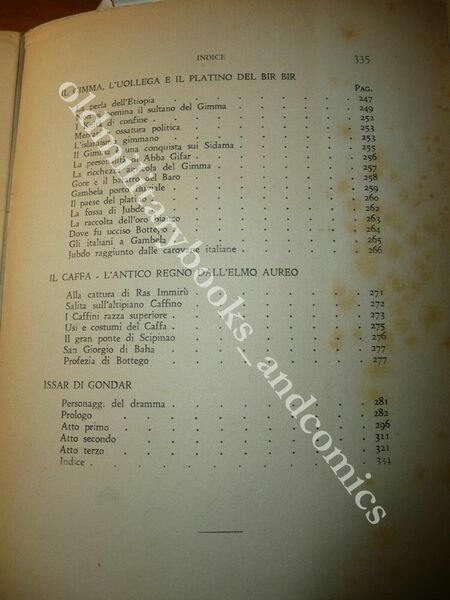 INDICE 335
IL GIMMA, L'UOLLEGA E IL PLATINO DEL BIR BIR
PAG.
La perla dell'Etiopia 247
nomina il sultano del Gimma 249
I di confine 252
ossatura politica 253
L'islamismo gimmano 253
Il Gimma una conquista sui Sidama 255
La personalità Abba Gifar 256
La ricchezza del Gimma 257
Gore e il baratro del Baro 258
Gambela porto 259
Il paese del platino 260
La fossa di Jubdo 262
La raccolta dell'oro bianco 263
Dove fu ucciso Bottego 264
Gli italiani a Gambela 265
Jubdo raggiunto dalle carovane italiane 266
IL CAFFA - L'ANTICO REGNO DALL'ELMO AUREO
Alla cattura di Ras Immirù 271
Salita sull'altipiano Caffino 272
I Caffini razza superiore 273
Usi e costumi del Caffa 275
Il gran ponte di Scipinao 276
San Giorgio di Baha 277
Profezia di Bottego 277
ISSAR DI GONDAR
Personagg. del dramma 281
Prologo 282
Atto primo 296
Atto secondo 311
Atto terzo 321
Indice 334
oldmilitarybooks_andcomics